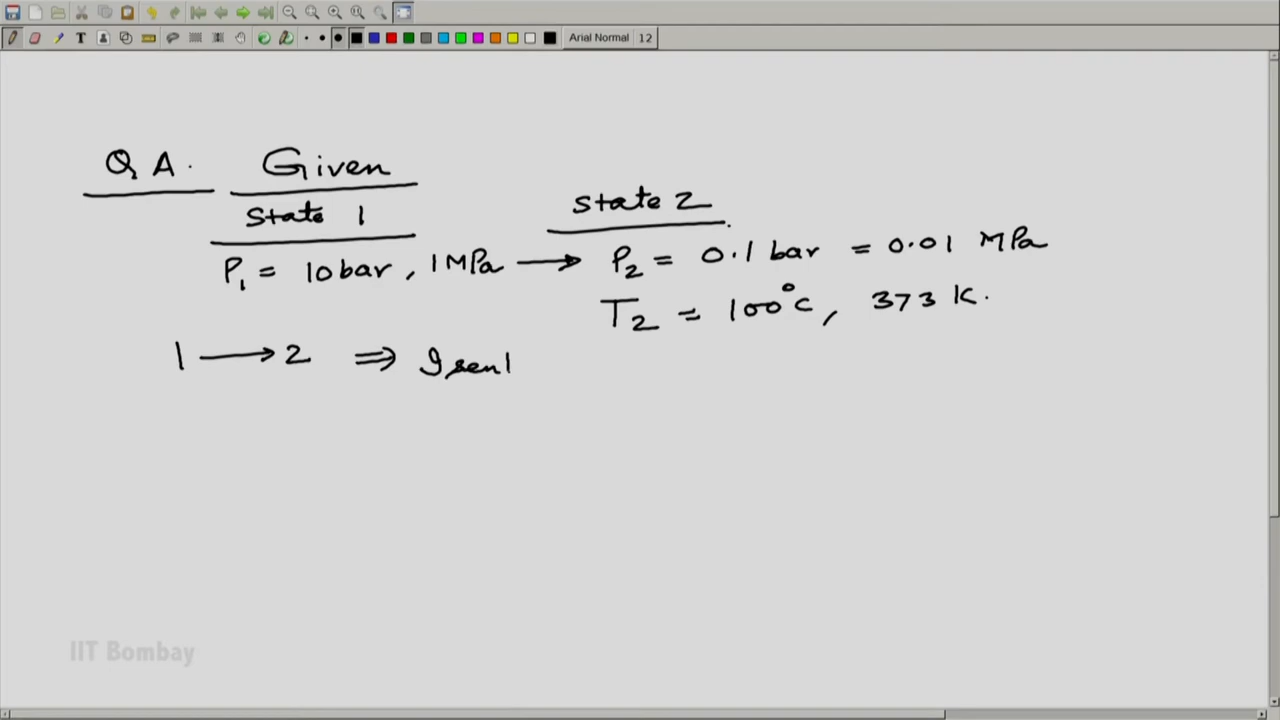 Arial Normal 12
Q A. Given
State 1
State 2
P₁ = 10 bar, 1 MPa ⟶ P₂ = 0.1 bar = 0.01 MPa
T₂ = 100°C, 373 K.
1 ⟶ 2 ⇒ Isen
IIT Bombay